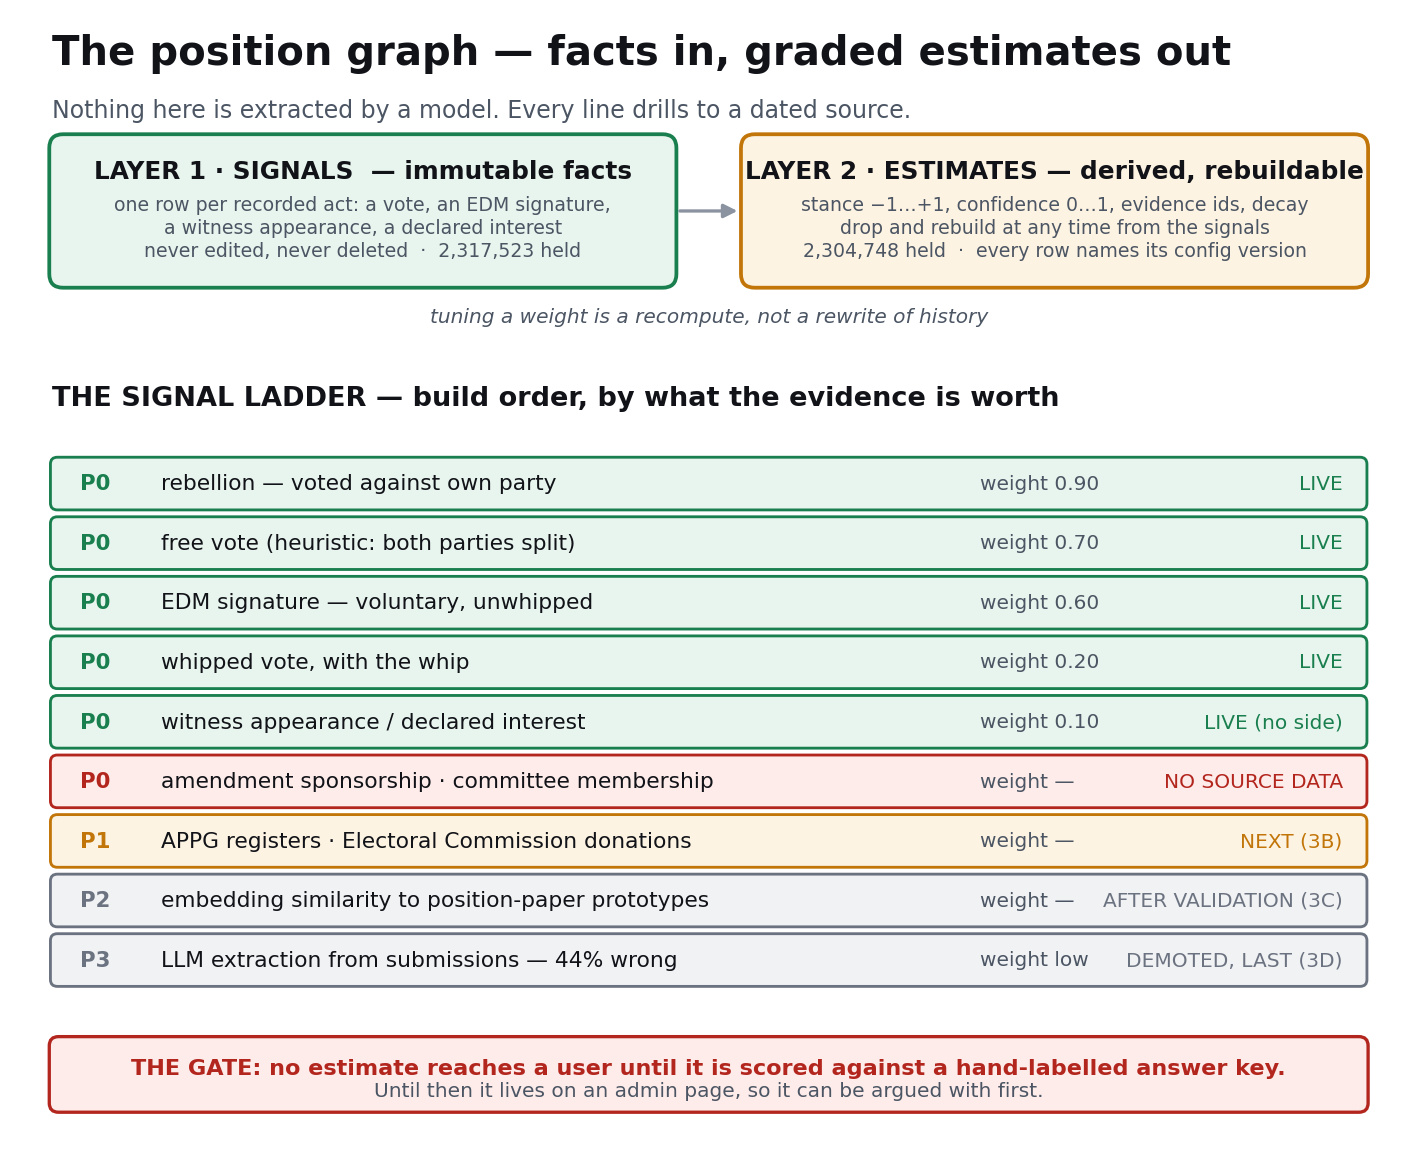 The position graph — facts in, graded estimates out
Nothing here is extracted by a model. Every line drills to a dated source.
LAYER 1 · SIGNALS — immutable facts
one row per recorded act: a vote, an EDM signature,
a witness appearance, a declared interest
never edited, never deleted · 2,317,523 held
LAYER 2 · ESTIMATES — derived, rebuildable
stance −1…+1, confidence 0…1, evidence ids, decay
drop and rebuild at any time from the signals
2,304,748 held · every row names its config version
tuning a weight is a recompute, not a rewrite of history
THE SIGNAL LADDER — build order, by what the evidence is worth
P0 rebellion — voted against own party weight 0.90 LIVE
P0 free vote (heuristic: both parties split) weight 0.70 LIVE
P0 EDM signature — voluntary, unwhipped weight 0.60 LIVE
P0 whipped vote, with the whip weight 0.20 LIVE
P0 witness appearance / declared interest weight 0.10 LIVE (no side)
P0 amendment sponsorship · committee membership weight — NO SOURCE DATA
P1 APPG registers · Electoral Commission donations weight — NEXT (3B)
P2 embedding similarity to position-paper prototypes weight — AFTER VALIDATION (3C)
P3 LLM extraction from submissions — 44% wrong weight low DEMOTED, LAST (3D)
THE GATE: no estimate reaches a user until it is scored against a hand-labelled answer key.
Until then it lives on an admin page, so it can be argued with first.